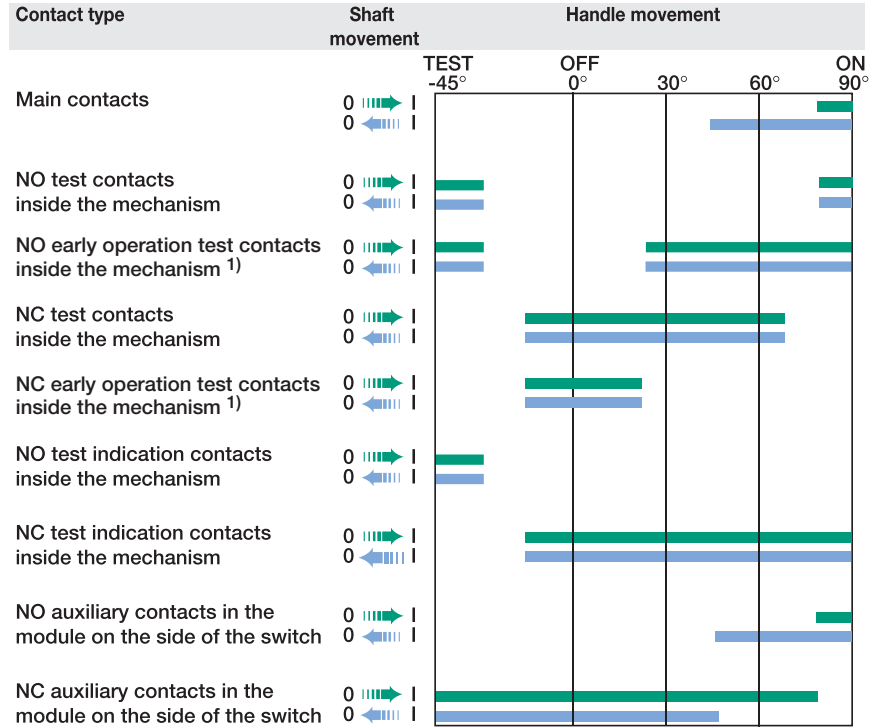 Contact type Shaft movement Handle movement
TEST OFF ON
-45° 0° 30° 60° 90°
Main contacts
0 I
0 I
NO test contacts
inside the mechanism
0 I
0 I
NO early operation test contacts
inside the mechanism 1)
0 I
0 I
NC test contacts
inside the mechanism
0 I
0 I
NC early operation test contacts
inside the mechanism 1)
0 I
0 I
NO test indication contacts
inside the mechanism
0 I
0 I
NC test indication contacts
inside the mechanism
0 I
0 I
NO auxiliary contacts in the
module on the side of the switch
0 I
0 I
NC auxiliary contacts in the
module on the side of the switch
0 I
0 I